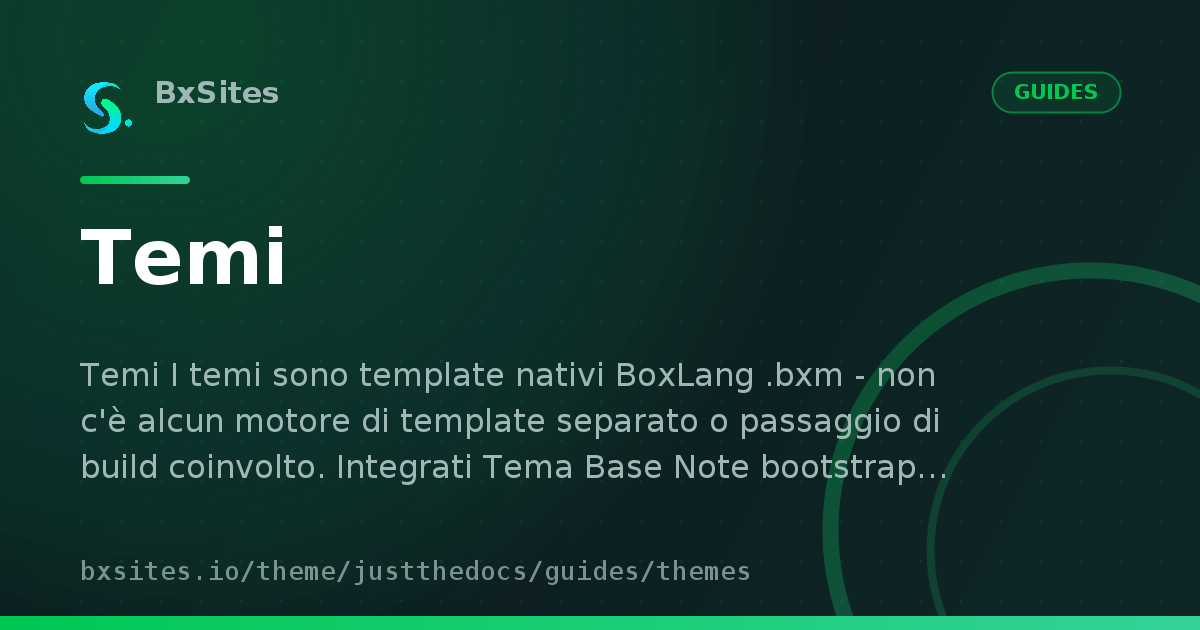 BxSites
GUIDES
Temi
Temi I temi sono template nativi BoxLang .bxm - non
c'è alcun motore di template separato o passaggio di
build coinvolto. Integrati Tema Base Note bootstrap…
bxsites.io/theme/justthedocs/guides/themes